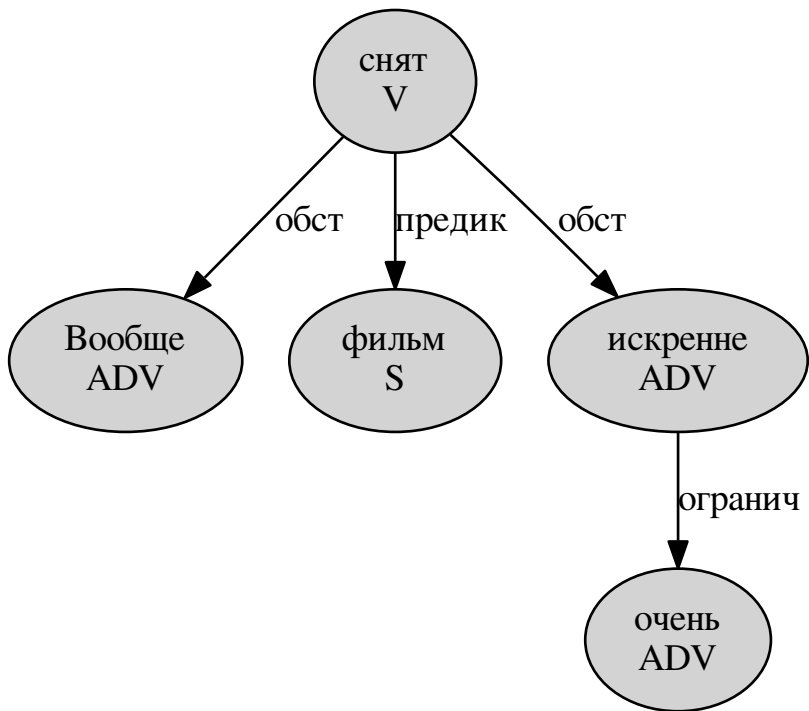 снят
V
обст
предик
обст
Вообще
ADV
фильм
S
искренне
ADV
огранич
очень
ADV